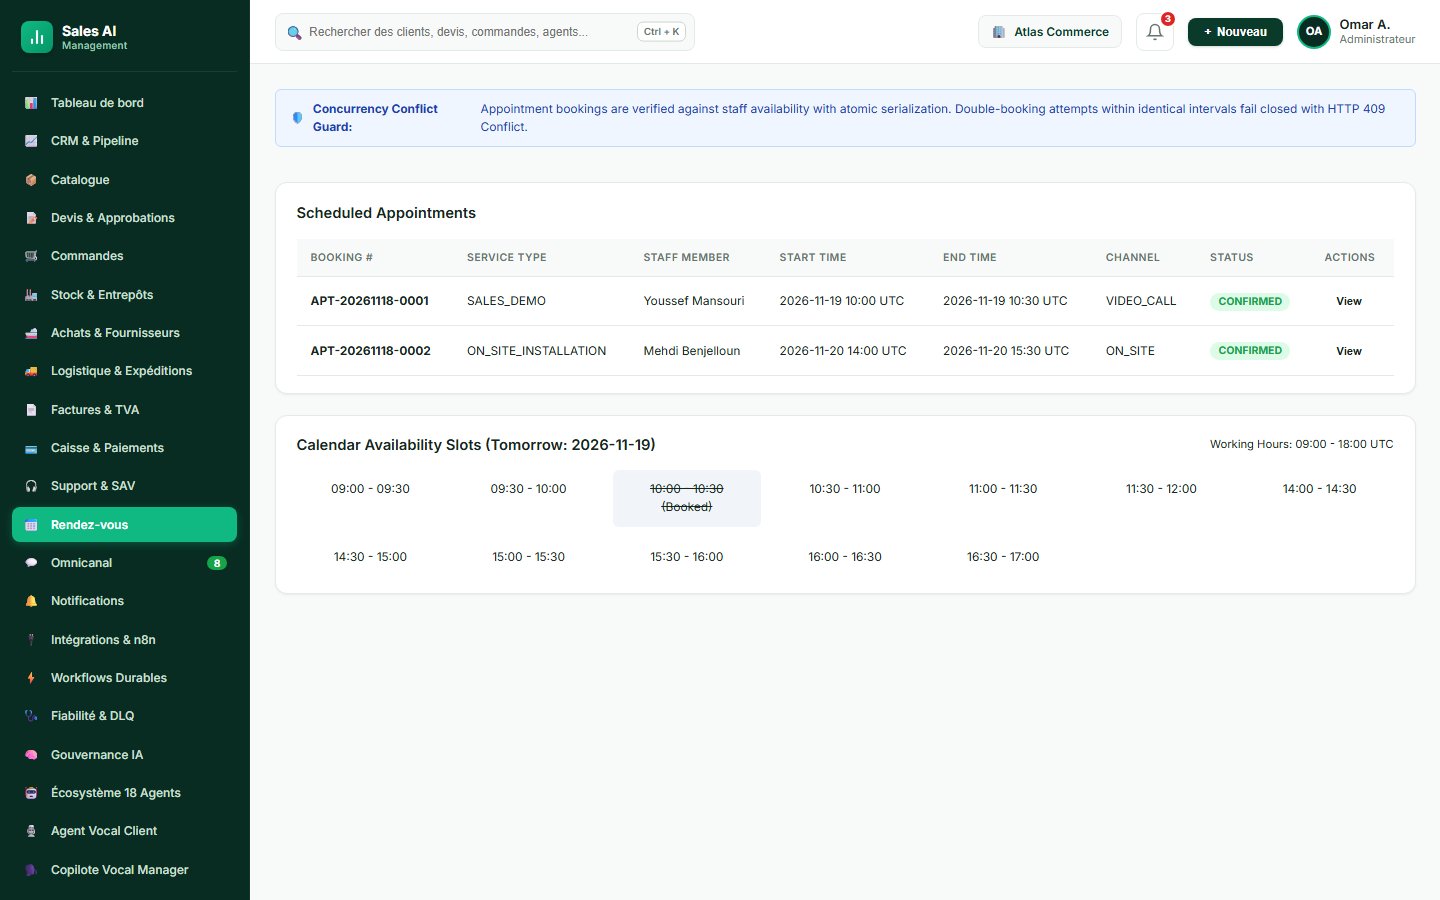 Sales AI
Management
Tableau de bord
CRM & Pipeline
Catalogue
Devis & Approbations
Commandes
Stock & Entrepôts
Achats & Fournisseurs
Logistique & Expéditions
Factures & TVA
Caisse & Paiements
Support & SAV
Rendez-vous
Omnicanal 8
Notifications
Intégrations & n8n
Workflows Durables
Fiabilité & DLQ
Gouvernance IA
Écosystème 18 Agents
Agent Vocal Client
Copilote Vocal Manager
Rechercher des clients, devis, commandes, agents... Ctrl + K
Atlas Commerce
3
+ Nouveau
OA
Omar A.
Administrateur
Concurrency Conflict
Guard:
Appointment bookings are verified against staff availability with atomic serialization. Double-booking attempts within identical intervals fail closed with HTTP 409
Conflict.
Scheduled Appointments
BOOKING # SERVICE TYPE STAFF MEMBER START TIME END TIME CHANNEL STATUS ACTIONS
APT-20261118-0001 SALES_DEMO Youssef Mansouri 2026-11-19 10:00 UTC 2026-11-19 10:30 UTC VIDEO_CALL CONFIRMED View
APT-20261118-0002 ON_SITE_INSTALLATION Mehdi Benjelloun 2026-11-20 14:00 UTC 2026-11-20 15:30 UTC ON_SITE CONFIRMED View
Calendar Availability Slots (Tomorrow: 2026-11-19)
Working Hours: 09:00 - 18:00 UTC
09:00 - 09:30 09:30 - 10:00 10:00 - 10:30 10:30 - 11:00 11:00 - 11:30 11:30 - 12:00 14:00 - 14:30
(Booked)
14:30 - 15:00 15:00 - 15:30 15:30 - 16:00 16:00 - 16:30 16:30 - 17:00